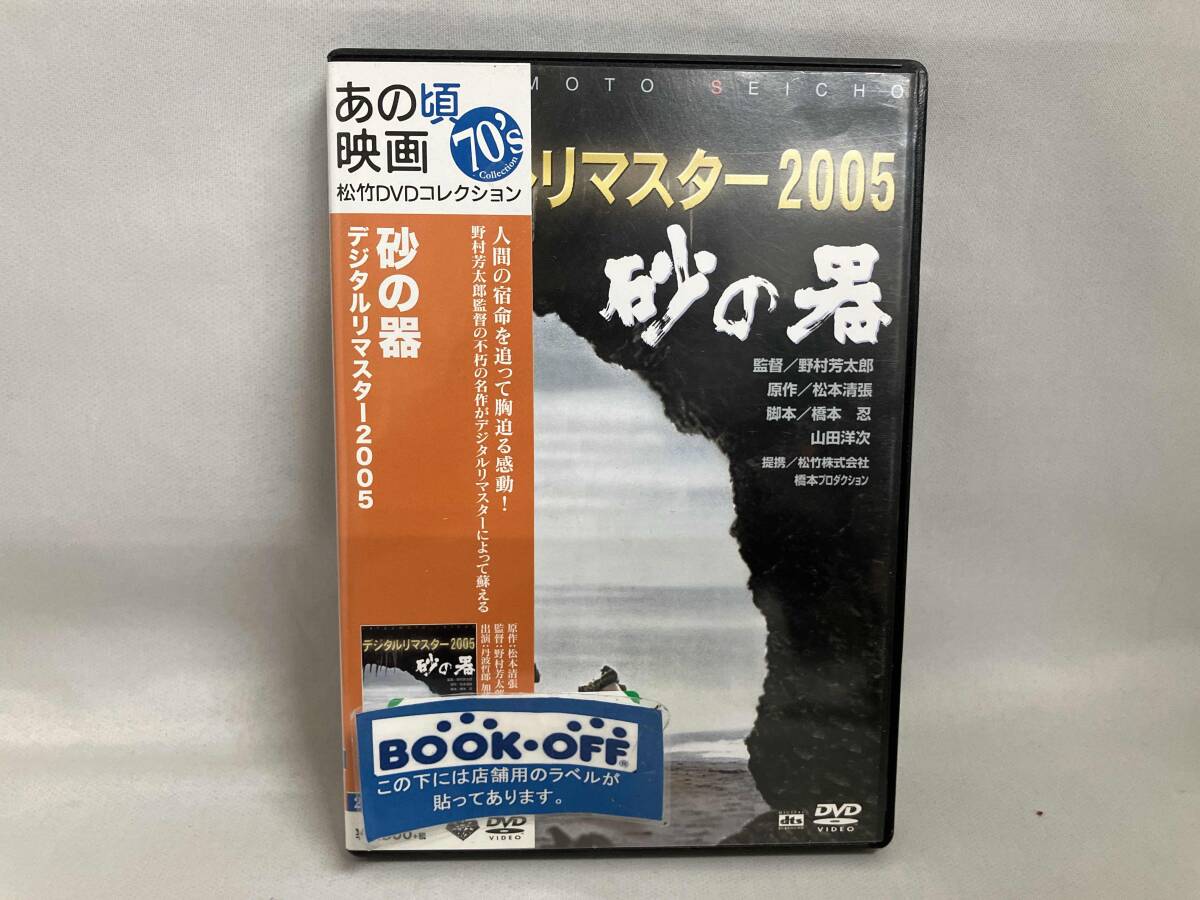 あの頃
映画
70's
Collection
松竹DVDコレクション
砂の器
デジタルリマスター2005
人間の宿命を追って胸迫る感動！
野村芳太郎監督の不朽の名作がデジタルリマスターによって蘇える
原作：松本清張
監督：野村芳太郎
出演：丹波哲郎
デジタルリマスター2005
砂の器
MOTO SEICHO
ルリマスター2005
砂の器
監督／野村芳太郎
原作／松本清張
脚本／橋本 忍
山田洋次
提携／松竹株式会社
橋本プロダクション
BOOK・OFF
この下には店舗用のラベルが
貼ってあります。
DVD
VIDEO
dts
DVD
VIDEO